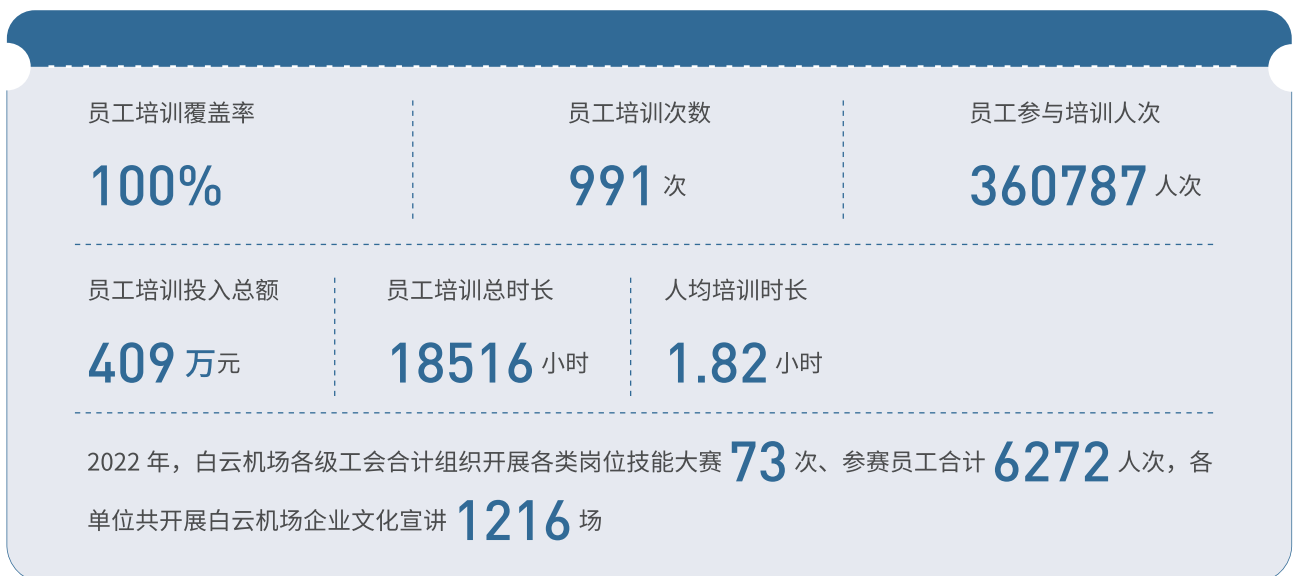 员工培训覆盖率
员工培训次数
员工参与培训人次
100%
991 次
360787 人次
员工培训投入总额
员工培训总时长
人均培训时长
409 万元
18516 小时
1.82 小时
2022 年，白云机场各级工会合计组织开展各类岗位技能大赛 73 次、参赛员工合计 6272 人次，各
单位共开展白云机场企业文化宣讲 1216 场